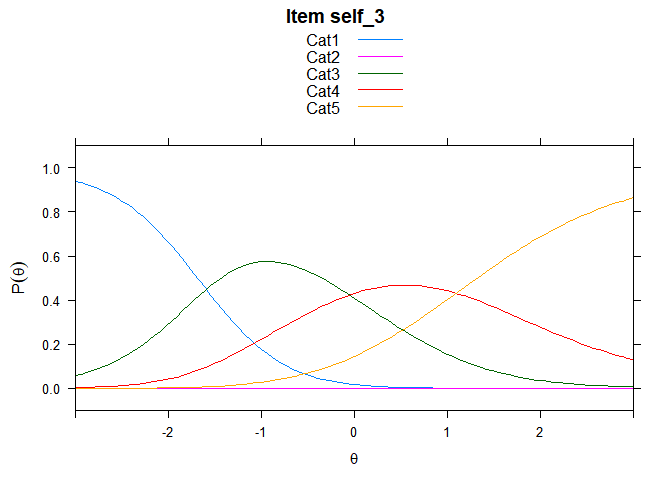 Item self_3
Cat1
Cat2
Cat3
Cat4
Cat5
P(θ)
1.0
0.8
0.6
0.4
0.2
0.0
-2 -1 0 1 2
θ